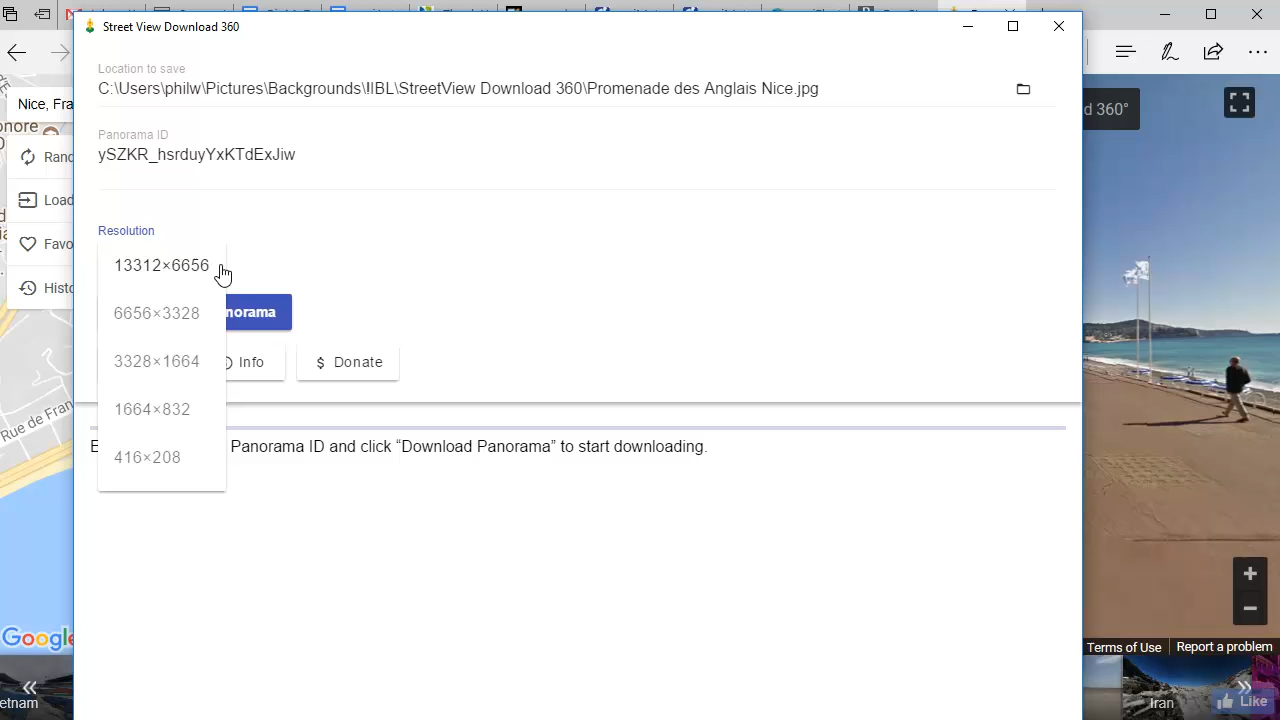 Street View Download 360
Location to save
C:\Users\philw\Pictures\Backgrounds\IIBL\StreetView Download 360\Promenade des Anglais Nice.jpg
Nice, Fra
Panorama ID
ySZKR_hsrduyYxKTdExJiw
d 360°
Rand
Load
Favo
Histo
Resolution
13312×6656
6656×3328
3328×1664
1664×832
416×208
norama
Info
$ Donate
Panorama ID and click “Download Panorama” to start downloading.
Rue de Fran
Google
+
−
Terms of Use
Report a problem
etnam
Iran
Like